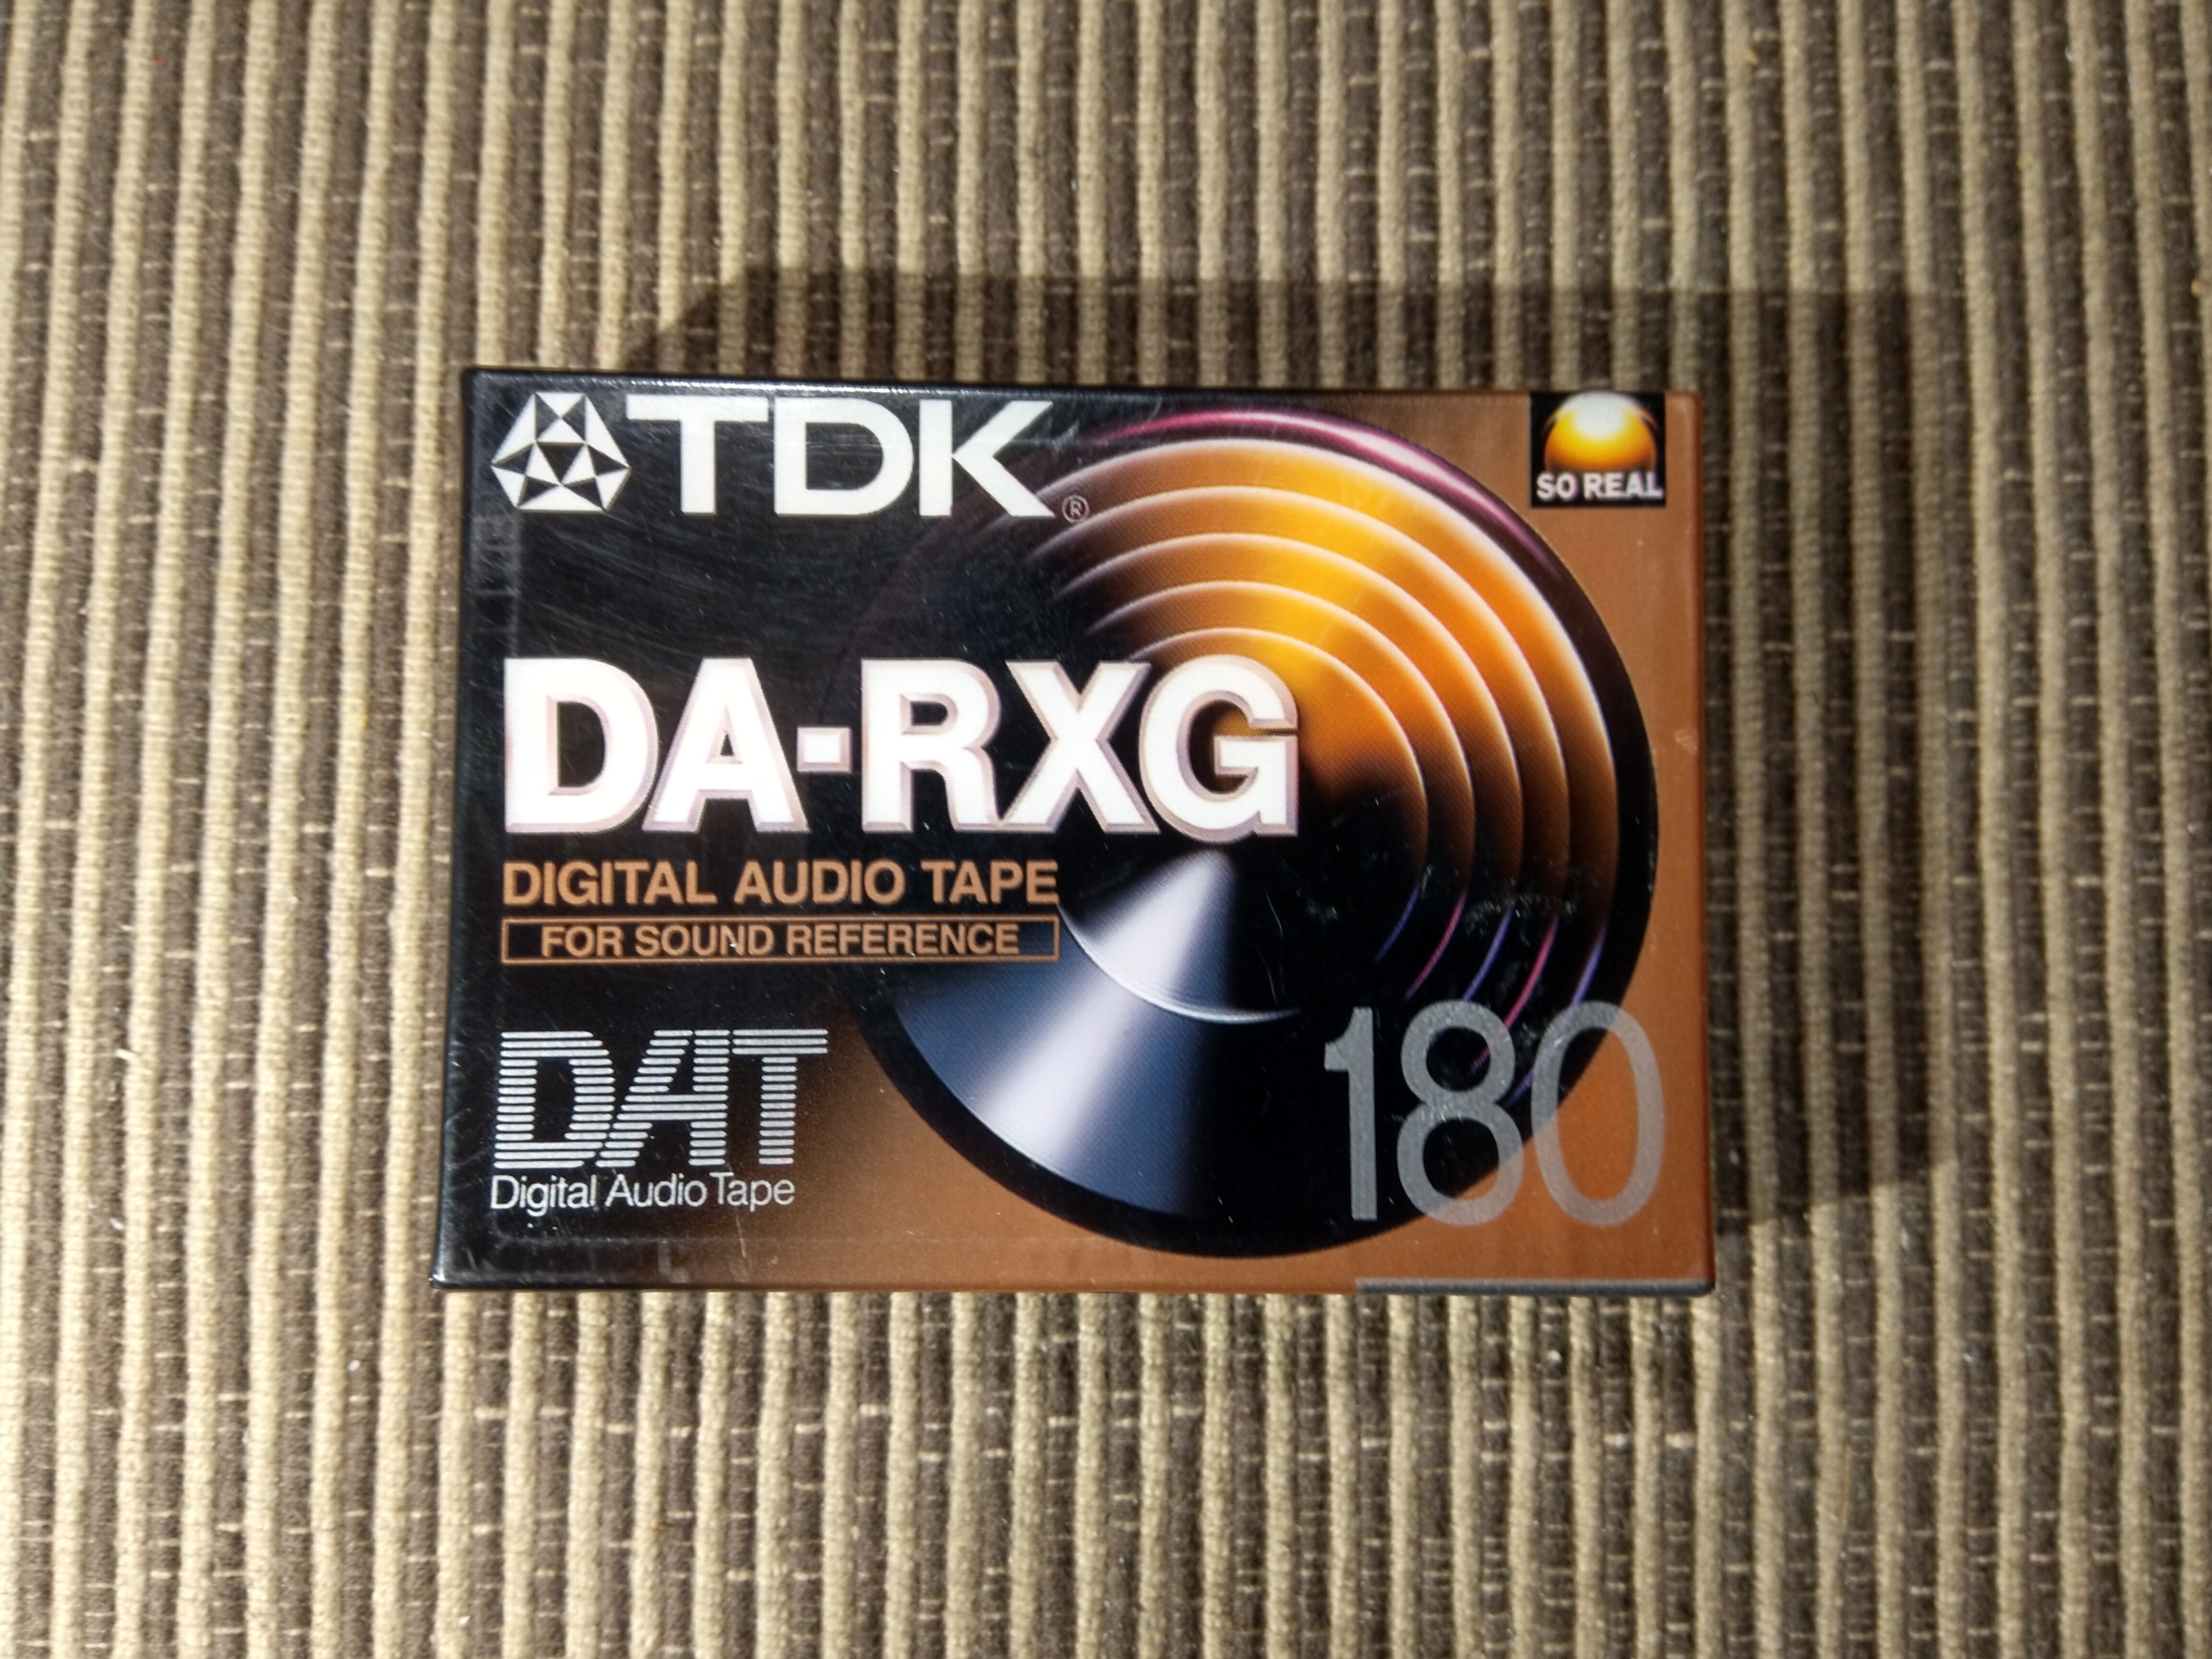 TDK®
SO REAL
DA-RXG
DIGITAL AUDIO TAPE
FOR SOUND REFERENCE
DAT
Digital Audio Tape
180